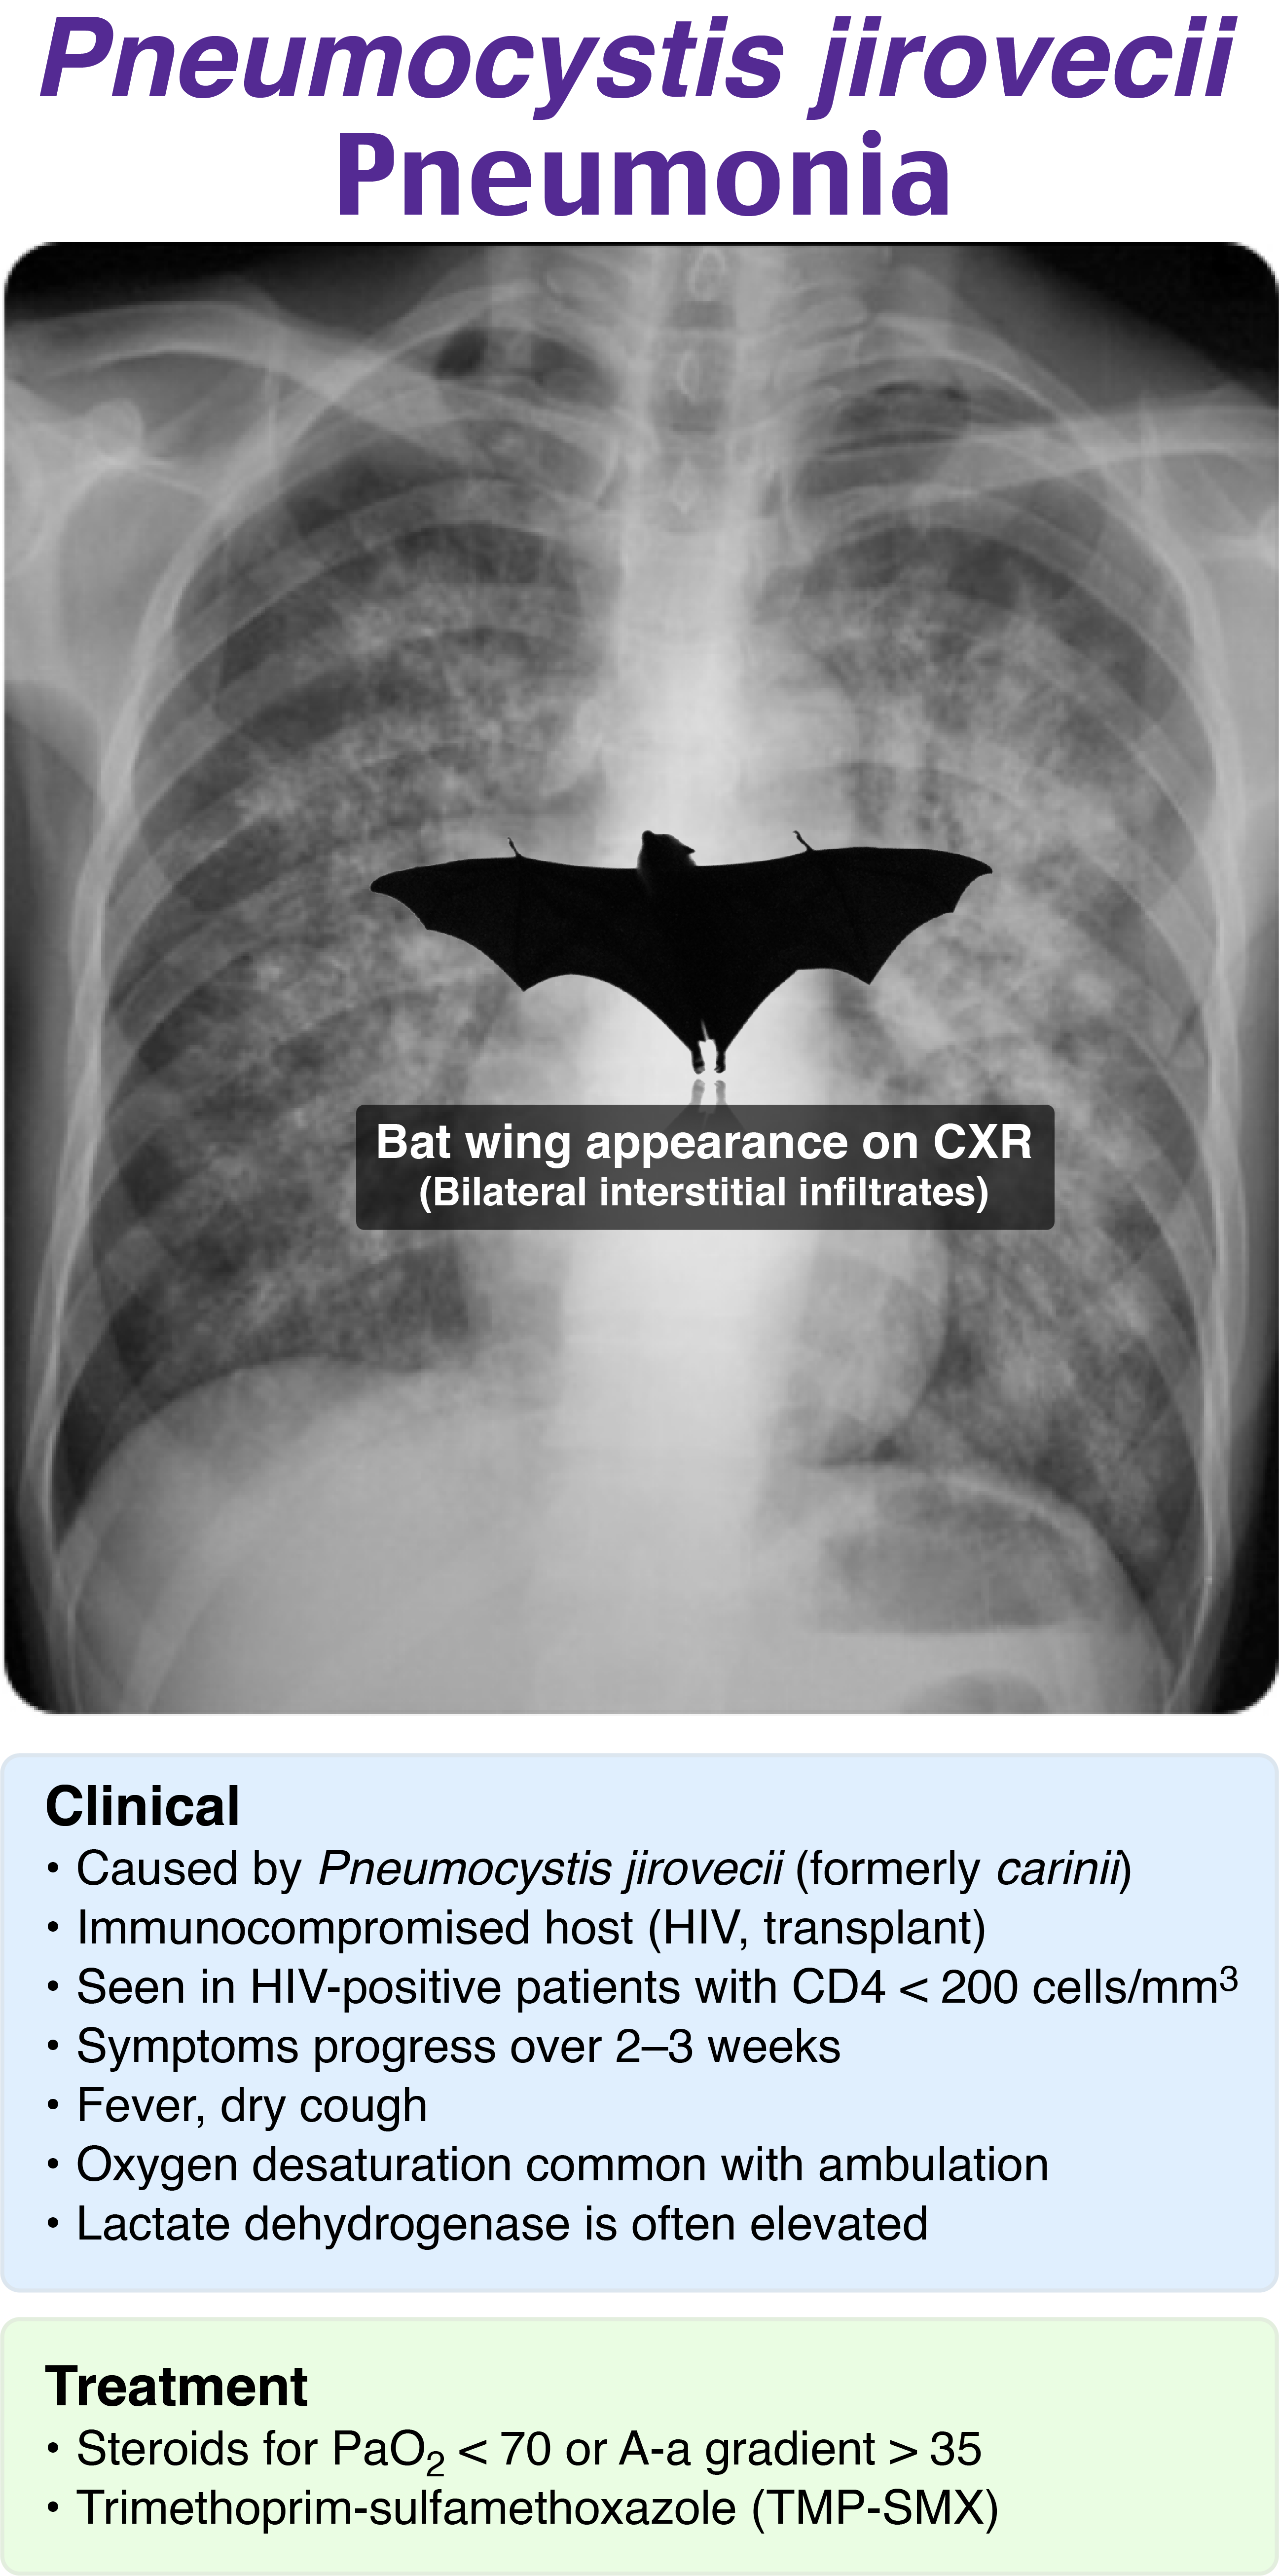 Pneumocystis jirovecii
Pneumonia
Bat wing appearance on CXR
(Bilateral interstitial infiltrates)
Clinical
• Caused by Pneumocystis jirovecii (formerly carinii)
• Immunocompromised host (HIV, transplant)
• Seen in HIV-positive patients with CD4 < 200 cells/mm³
• Symptoms progress over 2–3 weeks
• Fever, dry cough
• Oxygen desaturation common with ambulation
• Lactate dehydrogenase is often elevated
Treatment
• Steroids for PaO₂ < 70 or A-a gradient > 35
• Trimethoprim-sulfamethoxazole (TMP-SMX)